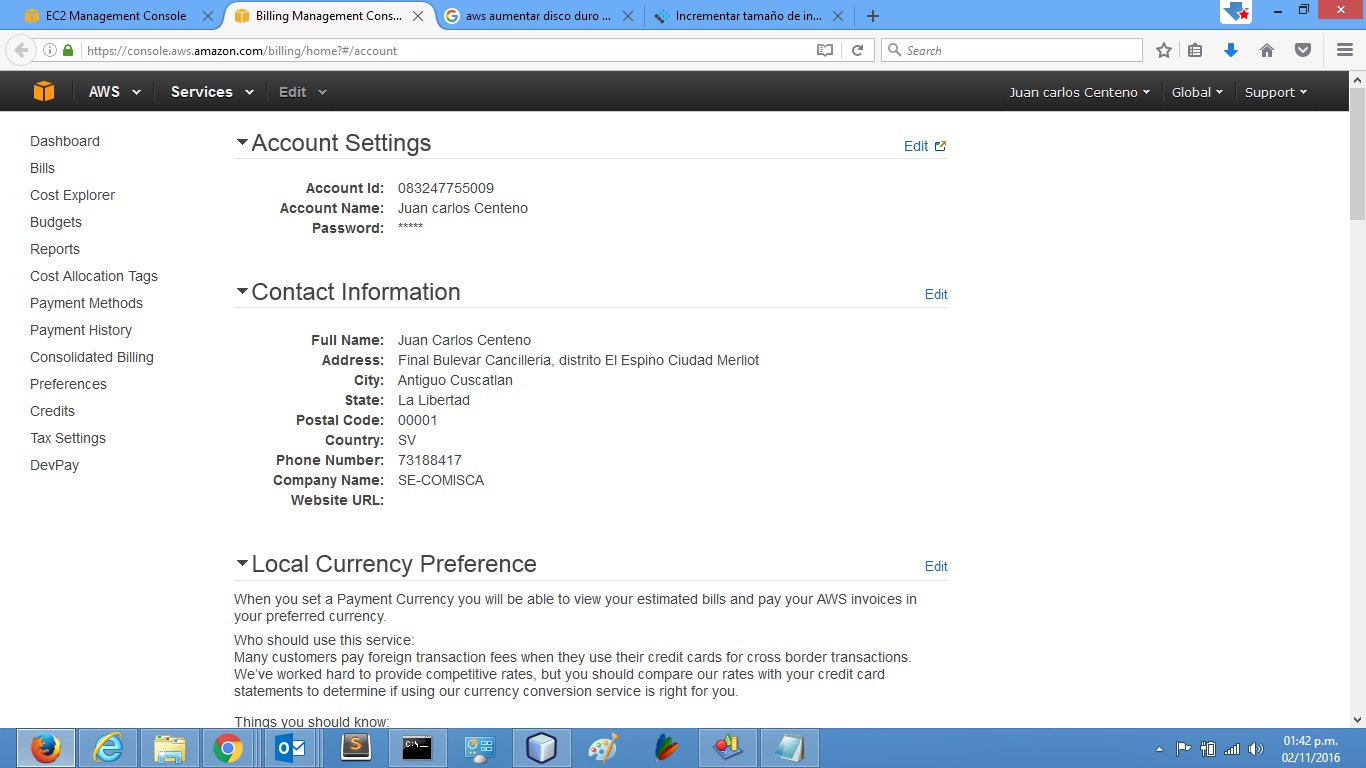 EC2 Management Console
Billing Management Cons...
aws aumentar disco duro ...
Incrementar tamaño de in...
https://console.aws.amazon.com/billing/home?#/account
Search
AWS Services Edit Juan carlos Centeno Global Support
Dashboard
Bills
Cost Explorer
Budgets
Reports
Cost Allocation Tags
Payment Methods
Payment History
Consolidated Billing
Preferences
Credits
Tax Settings
DevPay
Account Settings Edit
Account Id: 083247755009
Account Name: Juan carlos Centeno
Password: *****
Contact Information Edit
Full Name: Juan Carlos Centeno
Address: Final Bulevar Cancilleria, distrito El Espino Ciudad Merliot
City: Antiguo Cuscatlan
State: La Libertad
Postal Code: 00001
Country: SV
Phone Number: 73188417
Company Name: SE-COMISCA
Website URL:
Local Currency Preference Edit
When you set a Payment Currency you will be able to view your estimated bills and pay your AWS invoices in
your preferred currency.
Who should use this service:
Many customers pay foreign transaction fees when they use their credit cards for cross border transactions.
We've worked hard to provide competitive rates, but you should compare our rates with your credit card
statements to determine if using our currency conversion service is right for you.
Things you should know:
01:42 p.m.
02/11/2016